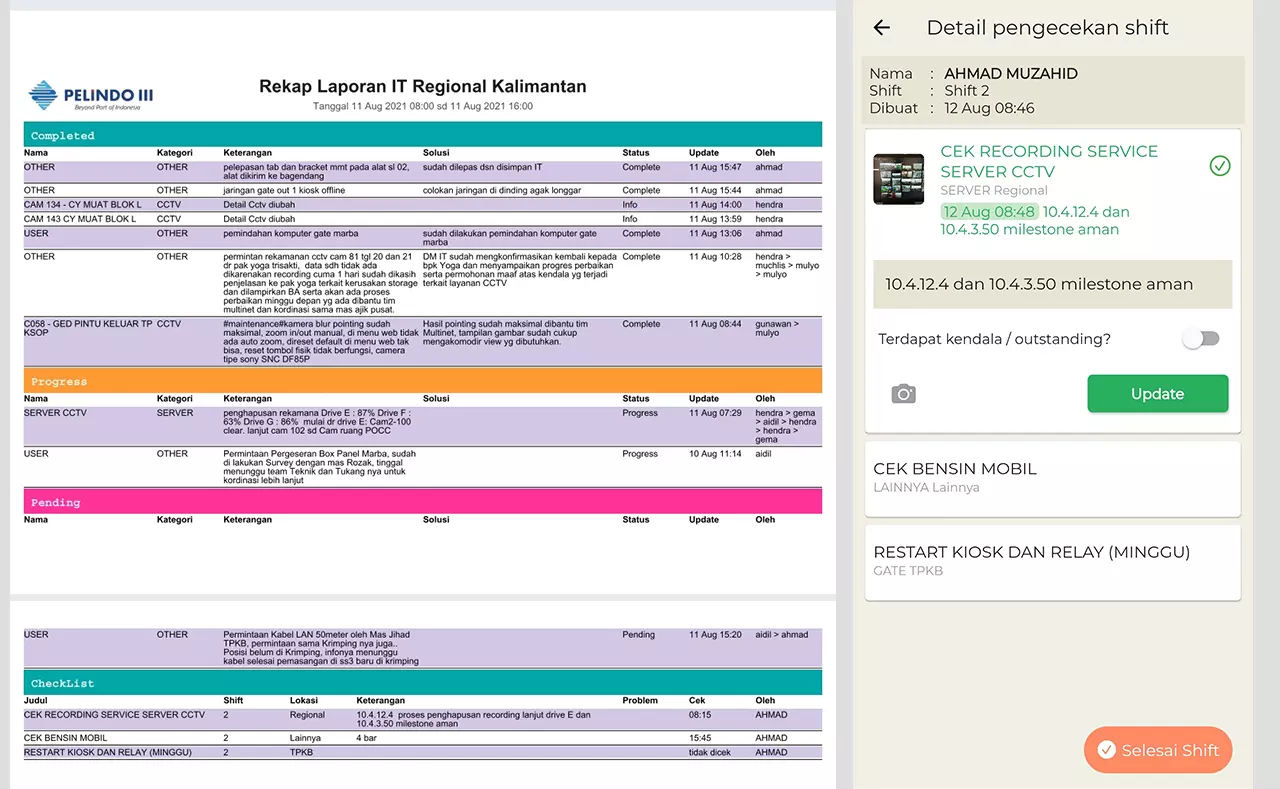 PELINDO III
Beyond Port of Indonesia
Rekap Laporan IT Regional Kalimantan
Tanggal 11 Aug 2021 08:00 sd 11 Aug 2021 16:00
Completed
Nama Kategori Keterangan Solusi Status Update Oleh
OTHER OTHER pelepasan tab dan bracket mmt pada alat sl 02, sudah dilepas dsn disimpan IT Complete 11 Aug 15:47 ahmad
alat dikirim ke bagendang
OTHER OTHER jaringan gate out 1 kiosk offline colokan jaringan di dinding agak longgar Complete 11 Aug 15:44 ahmad
CAM 134 - CY MUAT BLOK L CCTV Detail Cctv diubah Info 11 Aug 14:00 hendra
CAM 143 CY MUAT BLOK L CCTV Detail Cctv diubah Info 11 Aug 13:59 hendra
USER OTHER pemindahan komputer gate marba sudah dilakukan pemindahan komputer gate Complete 11 Aug 13:06 ahmad
marba
OTHER OTHER permintan rekamanan cctv cam 81 tgl 20 dan 21 DM IT sudah mengkonfirmasikan kembali kepada Complete 11 Aug 10:28 hendra >
dr pak yoga trisakti, data sdh tidak ada bpk Yoga dan menyampaikan progres perbaikan muchlis > mulyo
dikarenakan recording cuma 1 hari sudah dikasih serta permohonan maaf atas kendala yg terjadi > mulyo
penjelasan ke pak yoga terkait kerusakan storage terkait layanan CCTV
dan dilampirkan BA serta akan ada proses
perbaikan minggu depan yg ada dibantu tim
multinet dan kordinasi sama mas ajik pusat.
C058 - GED PINTU KELUAR TP CCTV #maintenance#kamera blur pointing sudah Hasil pointing sudah maksimal dibantu tim Complete 11 Aug 08:44 gunawan >
KSOP maksimal, zoom in/out manual, di menu web tidak Multinet, tampilan gambar sudah cukup mulyo
ada auto zoom, direset default di menu web tak mengakomodir view yg dibutuhkan.
bisa, reset tombol fisik tidak berfungsi, camera
tipe sony SNC DF85P
Progress
Nama Kategori Keterangan Solusi Status Update Oleh
SERVER CCTV SERVER penghapusan rekamana Drive E : 87% Drive F : Progress 11 Aug 07:29 hendra > gema
63% Drive G : 86% mulai dr drive E: Cam2-100 > aidil > hendra
clear. lanjut cam 102 sd Cam ruang POCC > hendra >
gema
USER OTHER Permintaan Pergeseran Box Panel Marba, sudah Progress 10 Aug 11:14 aidil
di lakukan Survey dengan mas Rozak, tinggal
menunggu team Teknik dan Tukang nya untuk
kordinasi lebih lanjut
Pending
Nama Kategori Keterangan Solusi Status Update Oleh
USER OTHER Permintaan Kabel LAN 50meter oleh Mas Jihad Pending 11 Aug 15:20 aidil > ahmad
TPKB, permintaan sama Krimping nya juga..
Posisi belum di Krimping, infonya menunggu
kabel selesai pemasangan di ss3 baru di krimping
CheckList
Judul Shift Lokasi Keterangan Problem Cek Oleh
CEK RECORDING SERVICE SERVER CCTV 2 Regional 10.4.12.4 proses penghapusan recording lanjut drive E dan 08:15 AHMAD
10.4.3.50 milestone aman
CEK BENSIN MOBIL 2 Lainnya 4 bar 15:45 AHMAD
RESTART KIOSK DAN RELAY (MINGGU) 2 TPKB tidak dicek AHMAD
Detail pengecekan shift
Nama : AHMAD MUZAHID
Shift : Shift 2
Dibuat : 12 Aug 08:46
CEK RECORDING SERVICE
SERVER CCTV
SERVER Regional
12 Aug 08:48 10.4.12.4 dan
10.4.3.50 milestone aman
10.4.12.4 dan 10.4.3.50 milestone aman
Terdapat kendala / outstanding?
Update
CEK BENSIN MOBIL
LAINNYA Lainnya
RESTART KIOSK DAN RELAY (MINGGU)
GATE TPKB
Selesai Shift